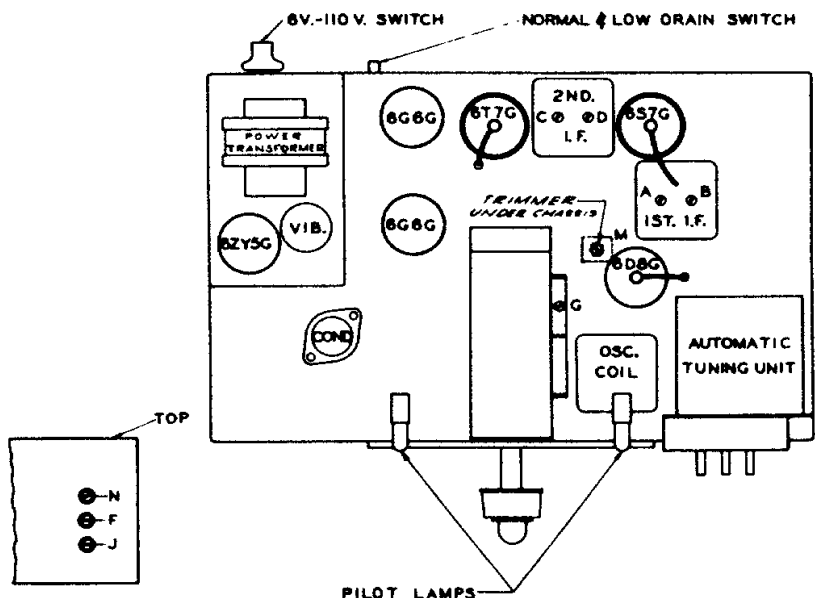 6V.-110V. SWITCH
NORMAL & LOW DRAIN SWITCH
6G6G
6T7G
2ND.
C D
I.F.
6S7G
POWER
TRANSFORMER
A B
1ST. I.F.
TRIMMER
UNDER CHASSIS
M
6ZY5G
VIB.
6G6G
6D8G
G
COND
OSC.
COIL
AUTOMATIC
TUNING UNIT
TOP
N
F
J
PILOT LAMPS